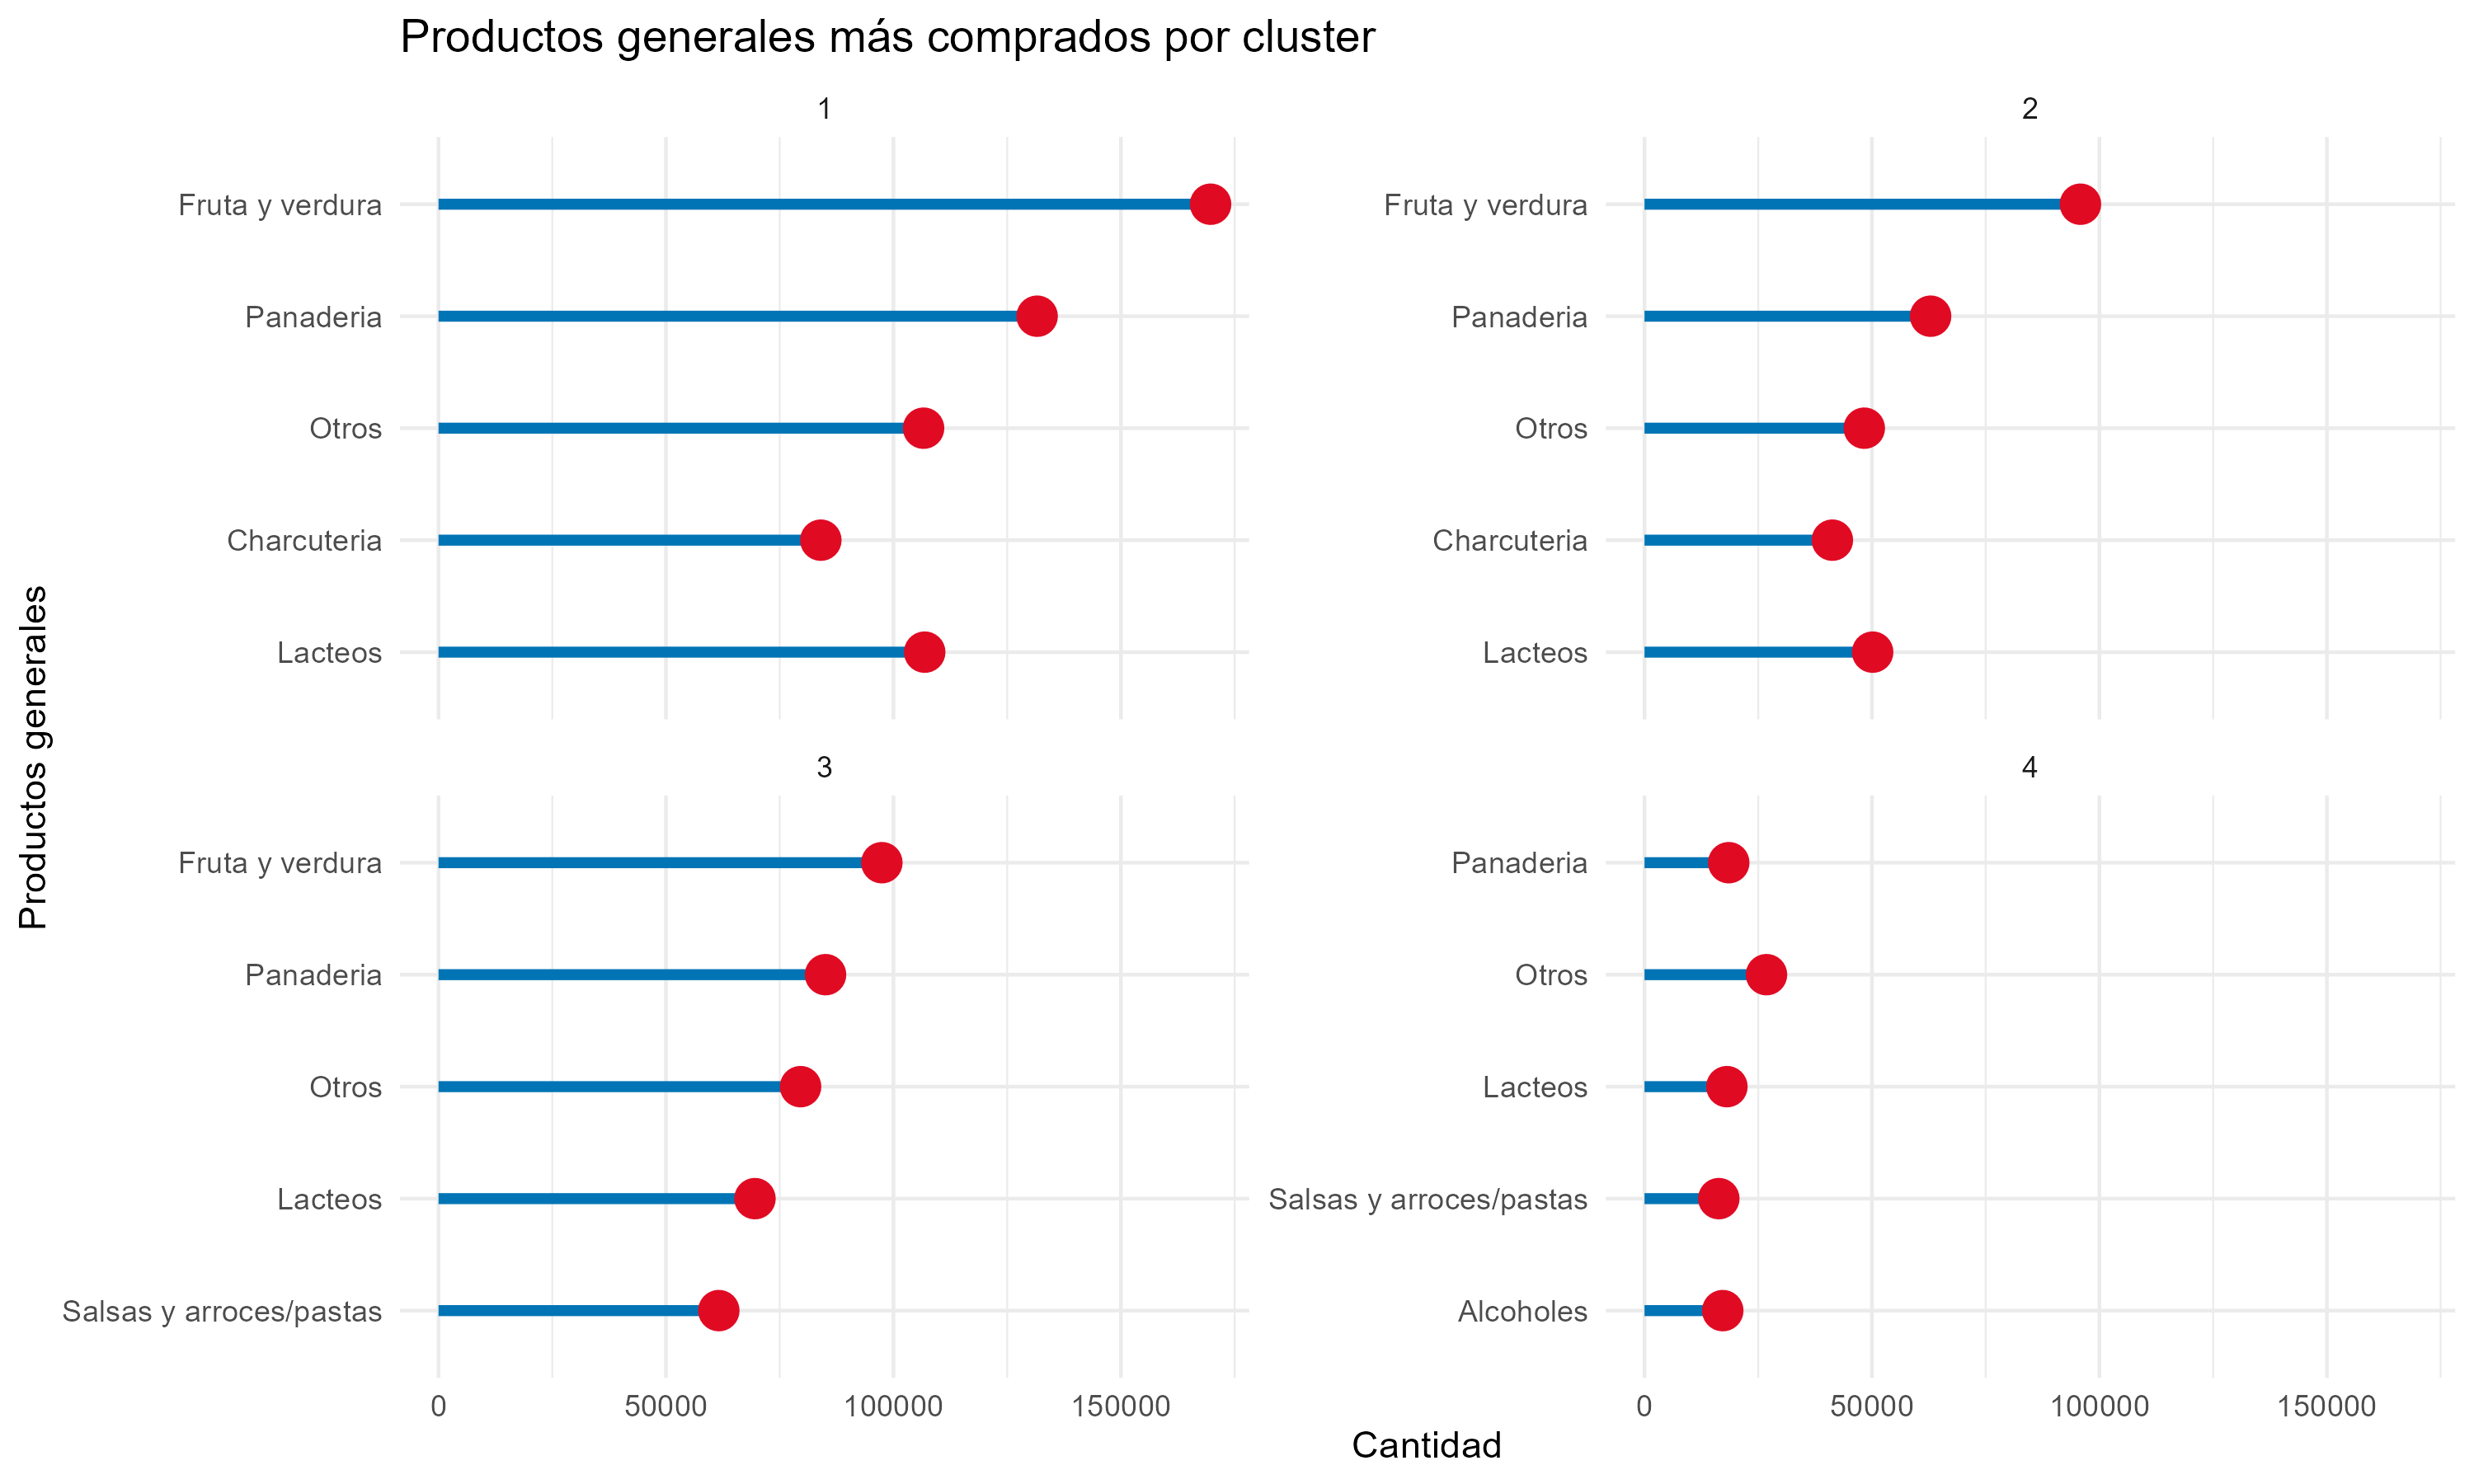 Productos generales más comprados por cluster
Productos generales
1
Fruta y verdura
Panaderia
Otros
Charcuteria
Lacteos
2
Fruta y verdura
Panaderia
Otros
Charcuteria
Lacteos
3
Fruta y verdura
Panaderia
Otros
Lacteos
Salsas y arroces/pastas
0 50000 100000 150000
4
Panaderia
Otros
Lacteos
Salsas y arroces/pastas
Alcoholes
0 50000 100000 150000
Cantidad